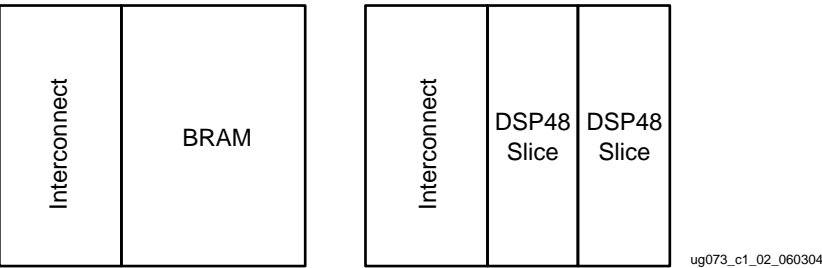 Interconnect
BRAM
Interconnect
DSP48
Slice
DSP48
Slice
ug073_c1_02_060304